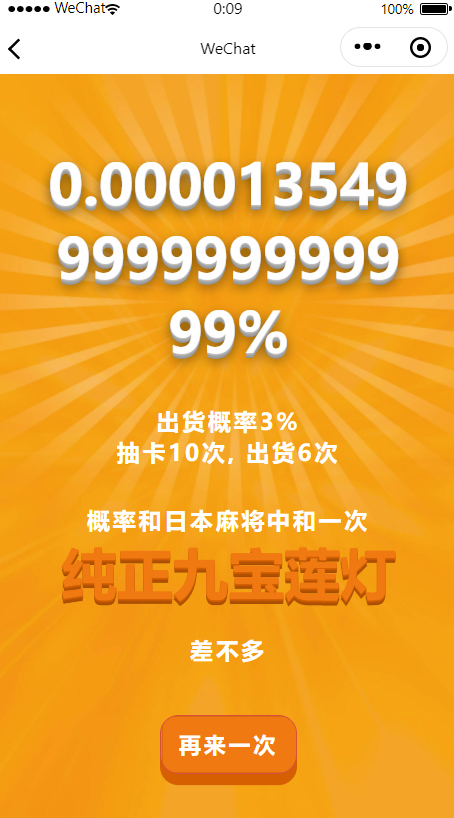 WeChat
0:09
100%
WeChat
0.000013549
9999999999
99%
出货概率3%
抽卡10次, 出货6次
概率和日本麻将中和一次
纯正九宝莲灯
差不多
再来一次